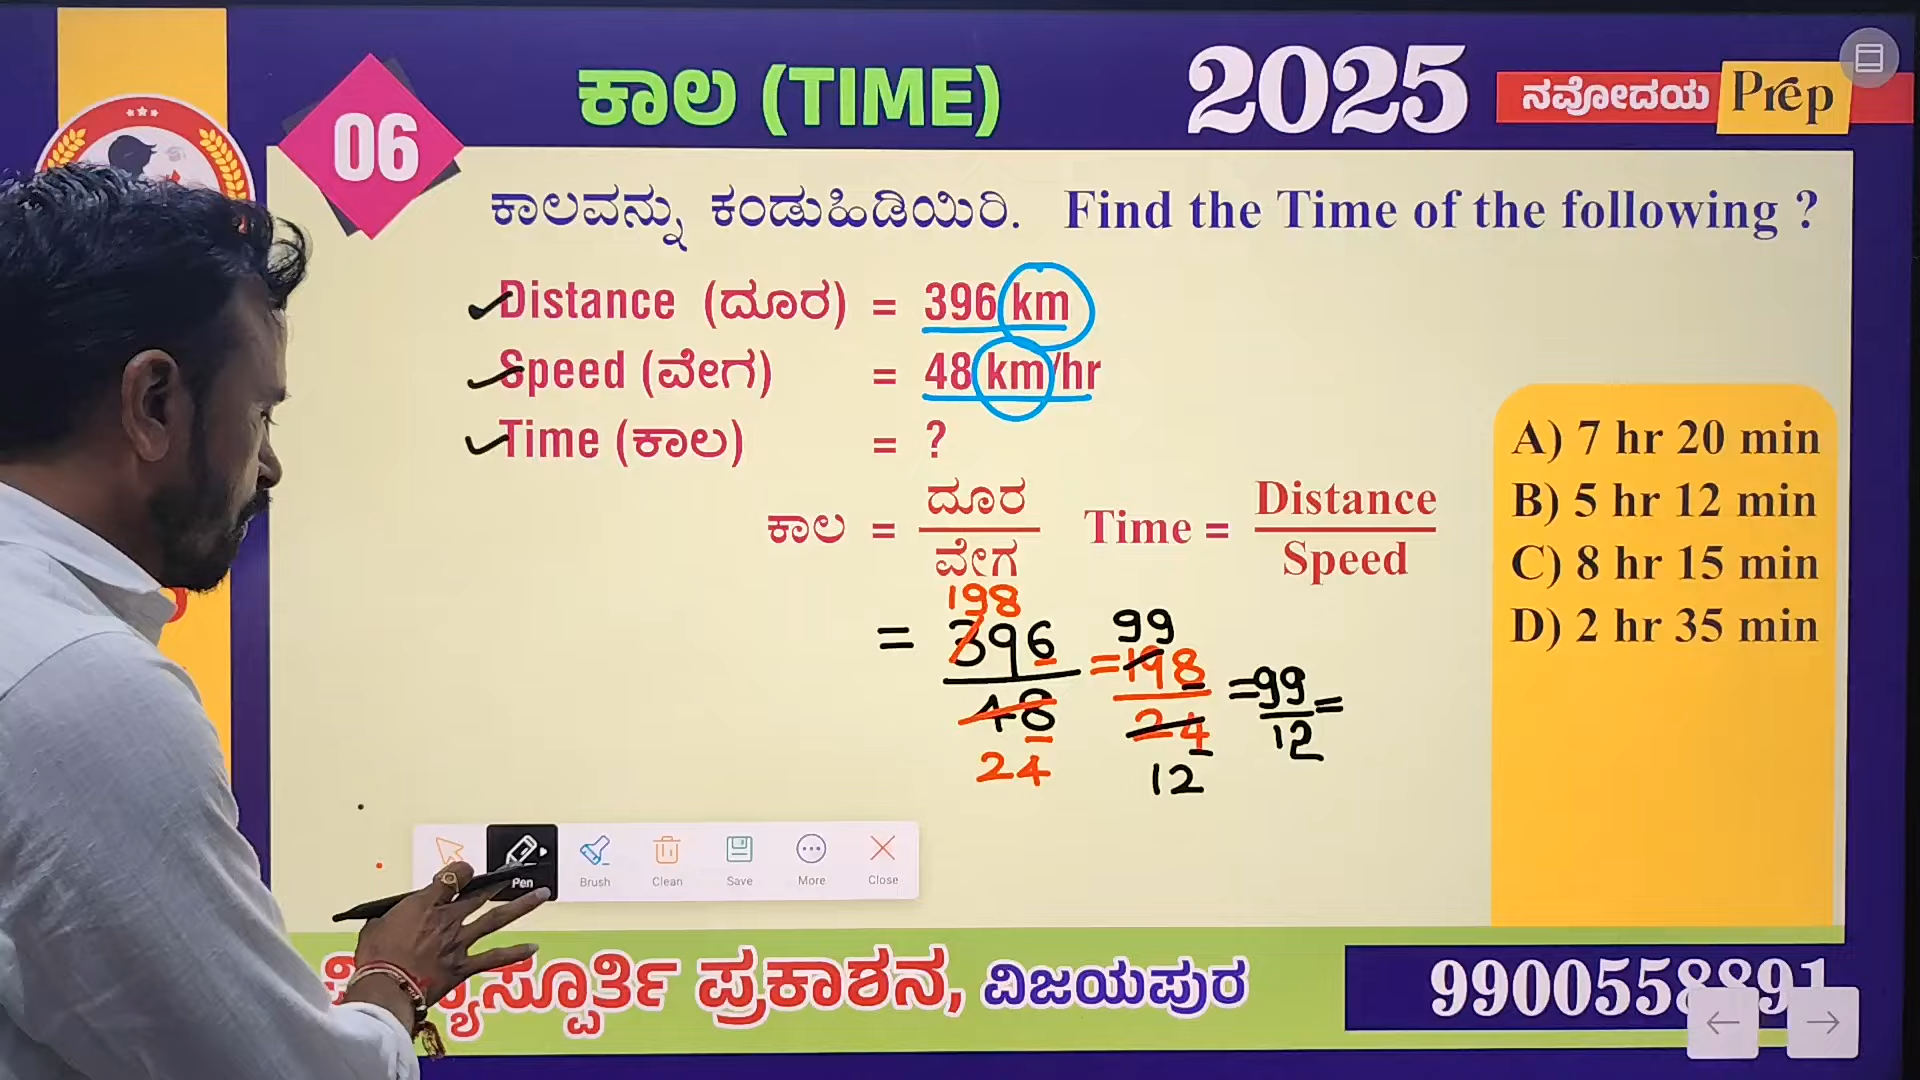 ಕಾಲ (TIME)
2025
ನವೋದಯ Prep
06
ಕಾಲವನ್ನು ಕಂಡುಹಿಡಿಯಿರಿ. Find the Time of the following ?
Distance (ದೂರ) = 396 km
Speed (ವೇಗ) = 48 km/hr
Time (ಕಾಲ) = ?
ಕಾಲ = ದೂರ / ವೇಗ Time = Distance / Speed
198
= 396 / 48
24
99
= 198 / 24
12
= 99 / 12 =
A) 7 hr 20 min
B) 5 hr 12 min
C) 8 hr 15 min
D) 2 hr 35 min
Pen Brush Clean Save More Close
ಪ್ರಕಾಶನ, ವಿಜಯಪುರ
9900558891